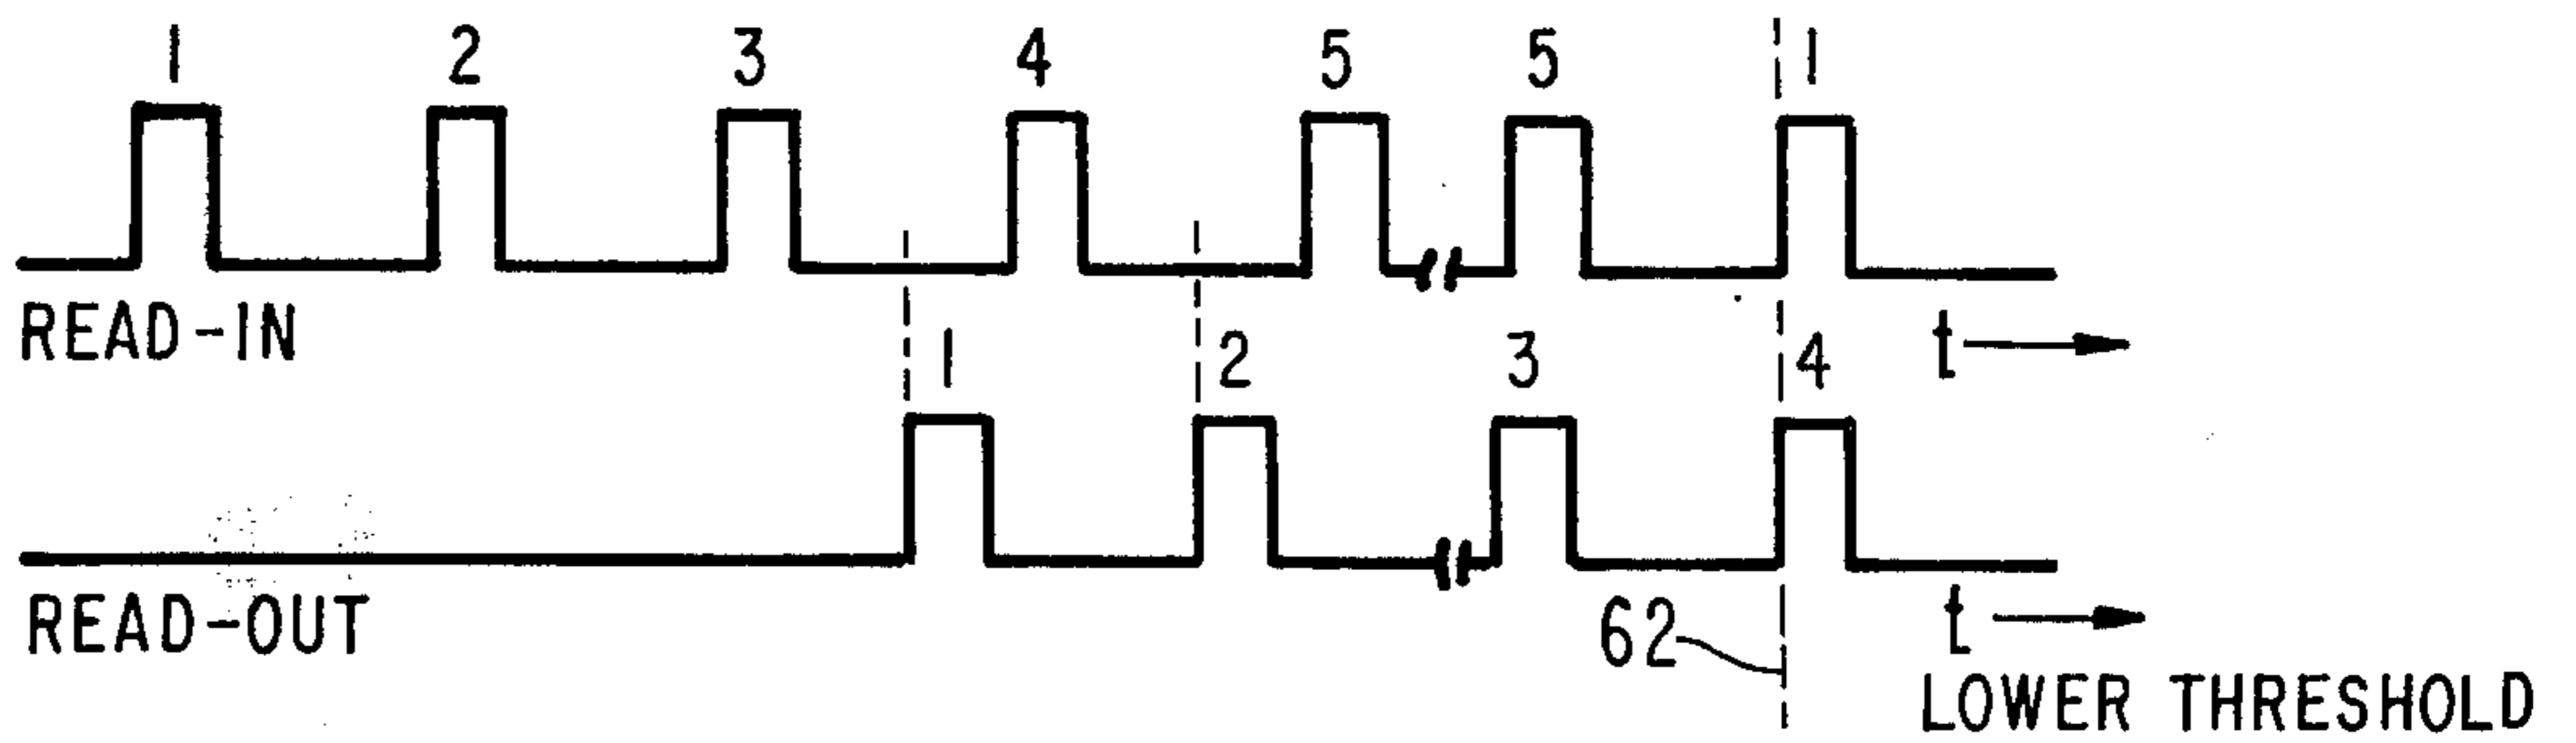 1 2 3 4 5 5 1
READ-IN
t
1 2 3 4
READ-OUT
62
t
LOWER THRESHOLD